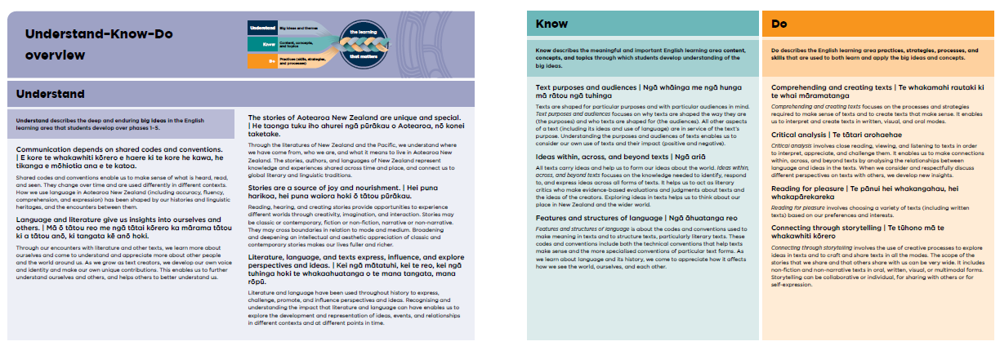 Understand-Know-Do
overview
Understand Big ideas and themes
Know Content, concepts,
and topics
Do Practices (skills, strategies,
and processes)
the learning
that matters
Understand
Understand describes the deep and enduring big ideas in the English
learning area that students develop over phases 1–5.
Communication depends on shared codes and conventions.
| E kore te whakawhiti kōrero e haere ki te kore he kawa, he
tikanga e mōhiotia ana e te katoa.
Shared codes and conventions enable us to make sense of what is heard, read,
and seen. They change over time and are used differently in different contexts.
How we use language in Aotearoa New Zealand (including accuracy, fluency,
comprehension, and expression) has been shaped by our histories and linguistic
heritages, and the encounters between them.
Language and literature give us insights into ourselves and
others. | Mā ō tātou reo me ngā tātai kōrero ka mārama tātou
ki a tātou anō, ki tangata kē anō hoki.
Through our encounters with literature and other texts, we learn more about
ourselves and come to understand and appreciate more about other people
and the world around us. As we grow as text creators, we develop our own voice
and identity and make our own unique contributions. This enables us to further
understand ourselves and others, and helps others to better understand us.
The stories of Aotearoa New Zealand are unique and special.
| He taonga tuku iho ahurei ngā pūrākau o Aotearoa, nō konei
taketake.
Through the literatures of New Zealand and the Pacific, we understand where
we have come from, who we are, and what it means to live in Aotearoa New
Zealand. The stories, authors, and languages of New Zealand represent
knowledge and experiences shared across time and place, and connect us to
global literary and linguistic traditions.
Stories are a source of joy and nourishment. | Hei puna
harikoa, hei puna waiora hoki ō tātou pūrākau.
Reading, hearing, and creating stories provide opportunities to experience
different worlds through creativity, imagination, and interaction. Stories may
be classic or contemporary, fiction or non-fiction, narrative or non-narrative.
They may cross boundaries in relation to mode and medium. Broadening
and deepening an intellectual and aesthetic appreciation of classic and
contemporary stories makes our lives fuller and richer.
Literature, language, and texts express, influence, and explore
perspectives and ideas. | Kei ngā mātatuhi, kei te reo, kei ngā
tuhinga hoki te whakaahuatanga o te mana tangata, mana
rōpū.
Literature and language have been used throughout history to express,
challenge, promote, and influence perspectives and ideas. Recognising and
understanding the impact that literature and language can have enables us to
explore the development and representation of ideas, events, and relationships
in different contexts and at different points in time.
Know
Know describes the meaningful and important English learning area content,
concepts, and topics through which students develop understanding of the
big ideas.
Text purposes and audiences | Ngā whāinga me ngā hunga
mā rātou ngā tuhinga
Texts are shaped for particular purposes and with particular audiences in mind.
Text purposes and audiences focuses on why texts are shaped the way they are
(the purposes) and who texts are shaped for (the audiences). All other aspects
of a text (including its ideas and use of language) are in service of the text's
purpose. Understanding the purposes and audiences of texts enables us to
consider our own use of texts and their impact (positive and negative).
Ideas within, across, and beyond texts | Ngā ariā
All texts carry ideas and help us to form our ideas about the world. Ideas within,
across, and beyond texts focuses on the knowledge needed to identify, respond
to, and express ideas across all forms of texts. It helps us to act as literary
critics who make evidence-based evaluations and judgments about texts and
the ideas of the creators. Exploring ideas in texts helps us to think about our
place in New Zealand and the wider world.
Features and structures of language | Ngā āhuatanga reo
Features and structures of language is about the codes and conventions used to
make meaning in texts and to structure texts, particularly literary texts. These
codes and conventions include both the technical conventions that help texts
make sense and the more specialised conventions of particular text forms. As
we learn about language and its history, we come to appreciate how it affects
how we see the world, ourselves, and each other.
Do
Do describes the English learning area practices, strategies, processes, and
skills that are used to both learn and apply the big ideas and concepts.
Comprehending and creating texts | Te whakamahi rautaki ki
te whai māramatanga
Comprehending and creating texts focuses on the processes and strategies
required to make sense of texts and to create texts that make sense. It enables
us to interpret and create texts in written, visual, and oral modes.
Critical analysis | Te tātari arohaehae
Critical analysis involves close reading, viewing, and listening to texts in order
to interpret, appreciate, and challenge them. It enables us to make connections
within, across, and beyond texts by analysing the relationships between
language and ideas in the texts. When we consider and respectfully discuss
different perspectives on texts with others, we develop new insights.
Reading for pleasure | Te pānui hei whakangahau, hei
whakapārekareka
Reading for pleasure involves choosing a variety of texts (including written
texts) based on our preferences and interests.
Connecting through storytelling | Te tūhono mā te
whakawhiti kōrero
Connecting through storytelling involves the use of creative processes to explore
ideas in texts and to craft and share texts in all the modes. The scope of the
stories that we share and that others share with us can be very wide. It includes
non-fiction and non-narrative texts in oral, written, visual, or multimodal forms.
Storytelling can be collaborative or individual, for sharing with others or for
self-expression.